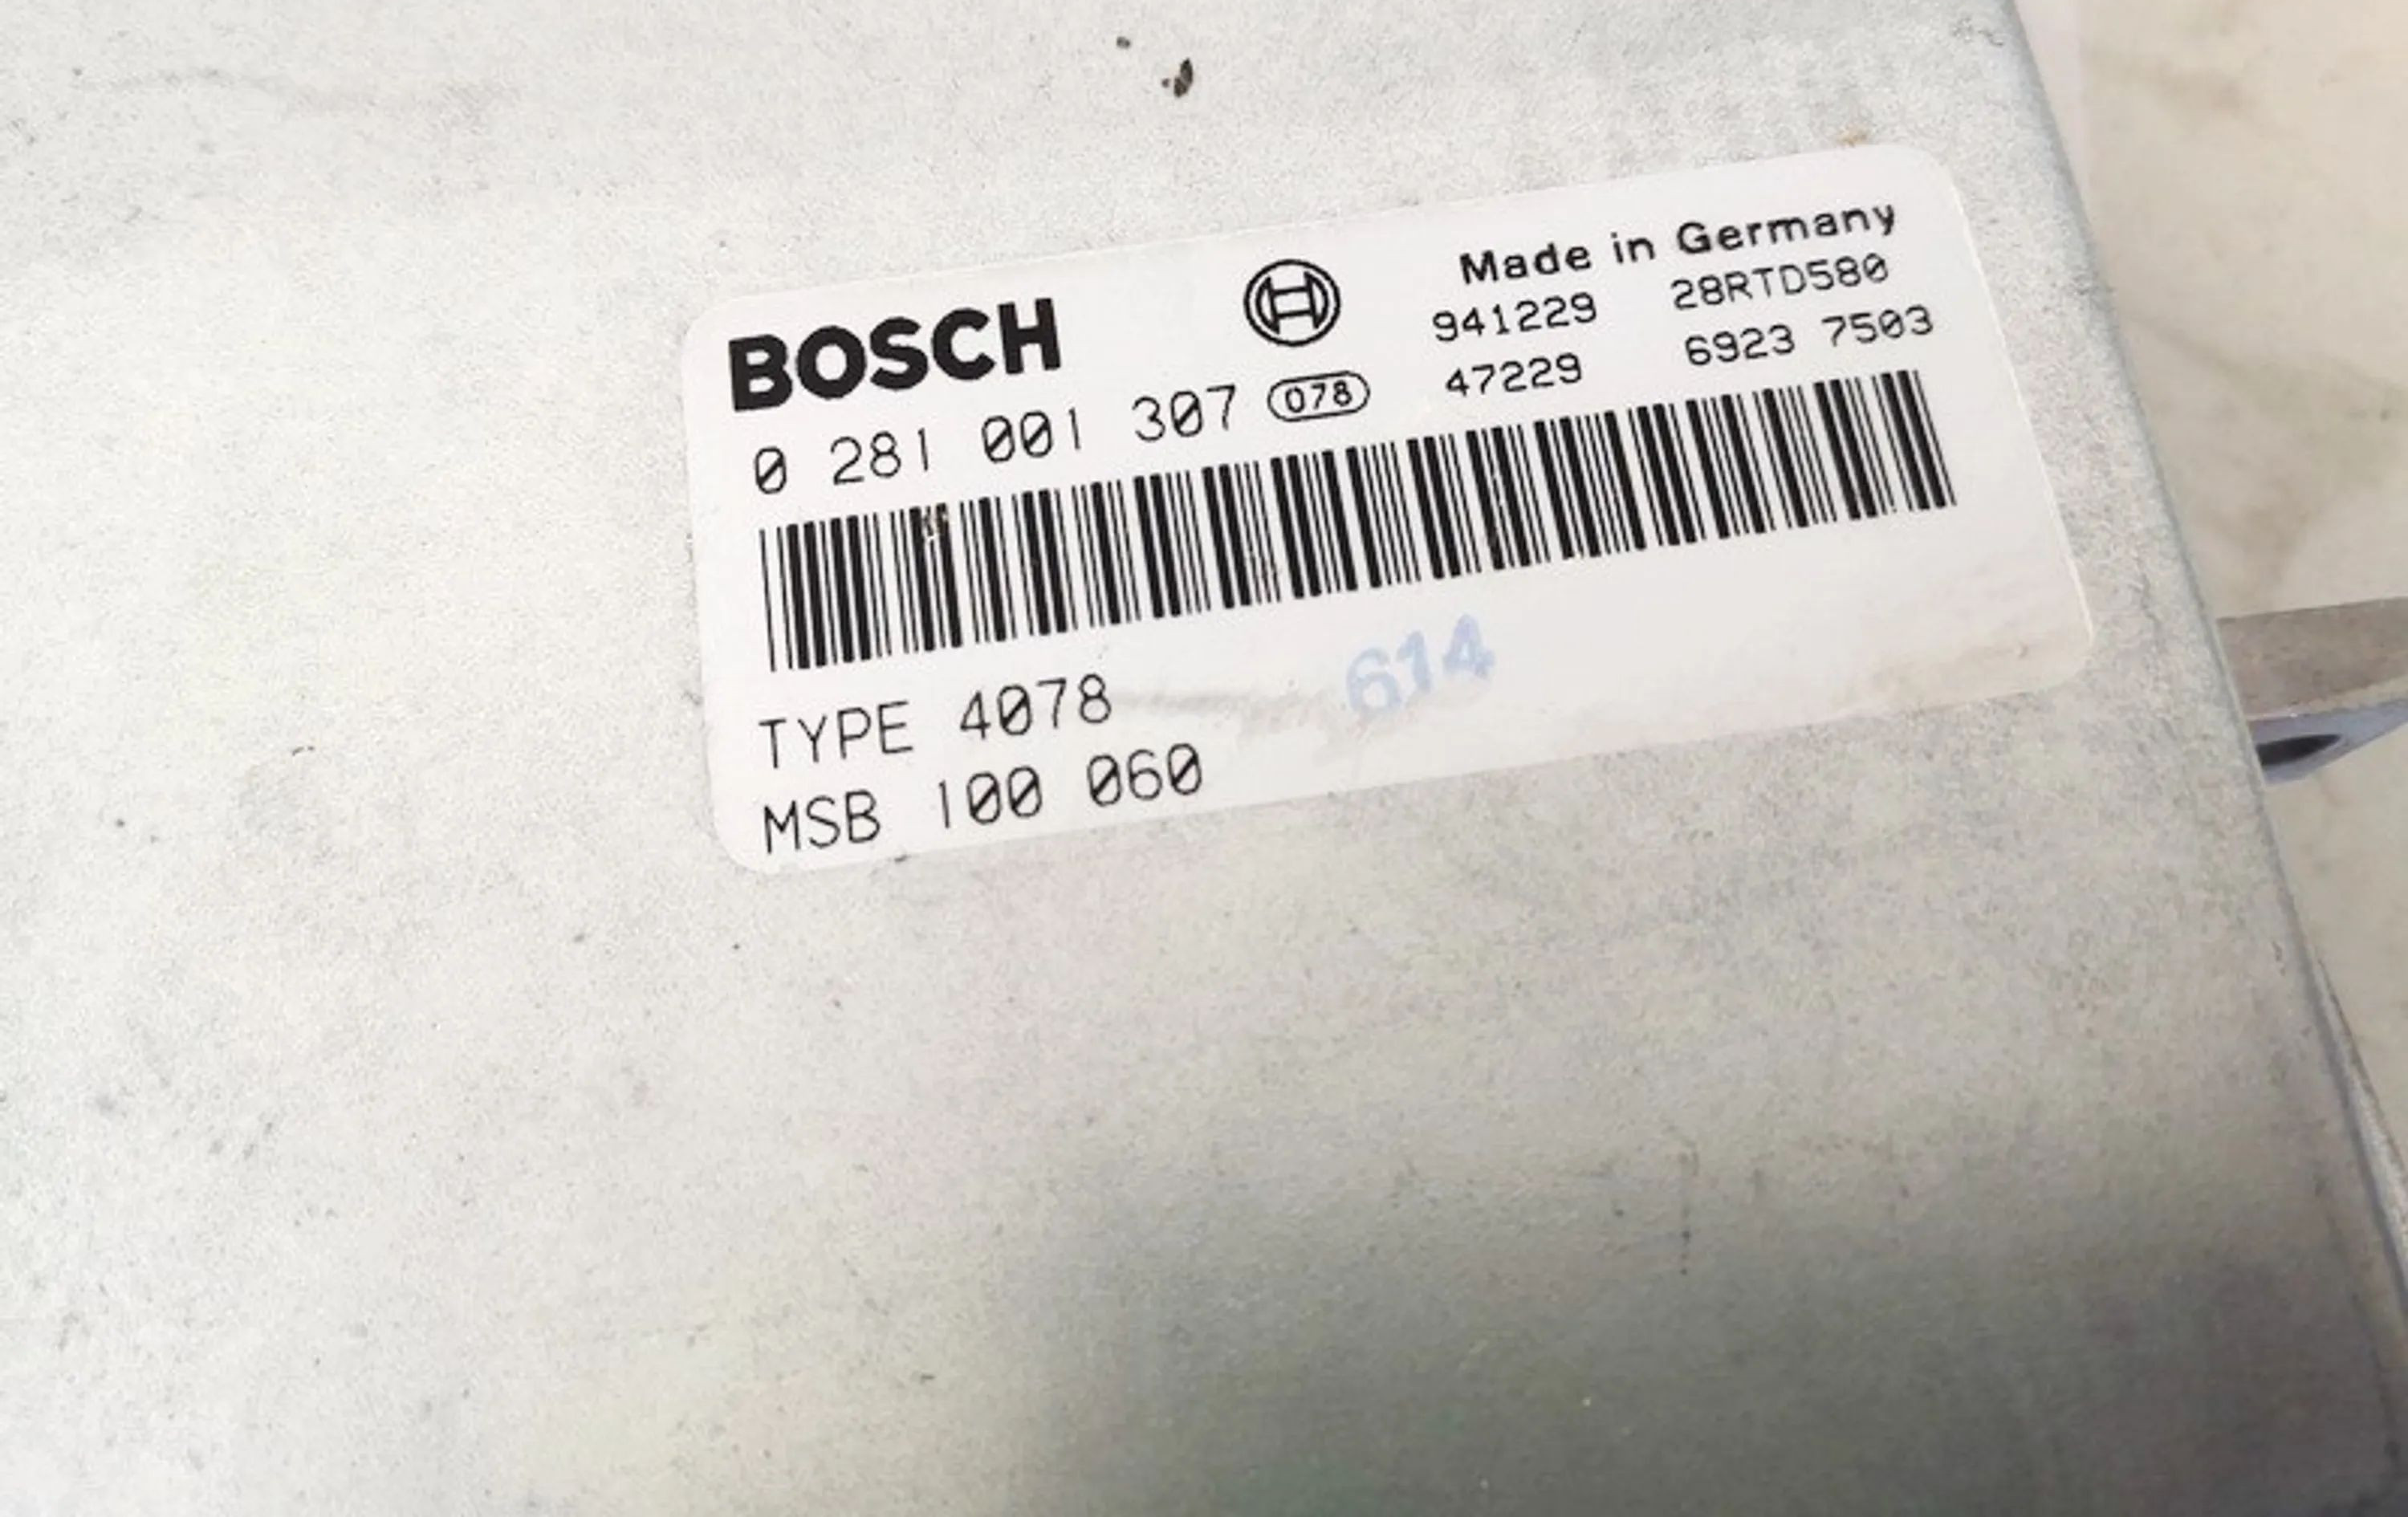 BOSCH
Made in Germany
941229 28RTD580
47229 6923 7503
0 281 001 307 078
TYPE 4078
614
MSB 100 060